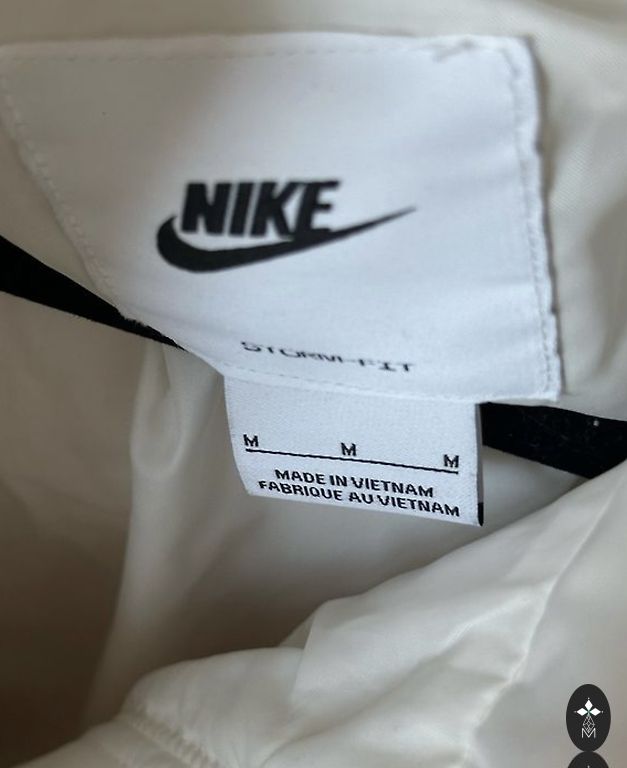 NIKE
STORM-FIT
M M M
MADE IN VIETNAM
FABRIQUE AU VIETNAM
M